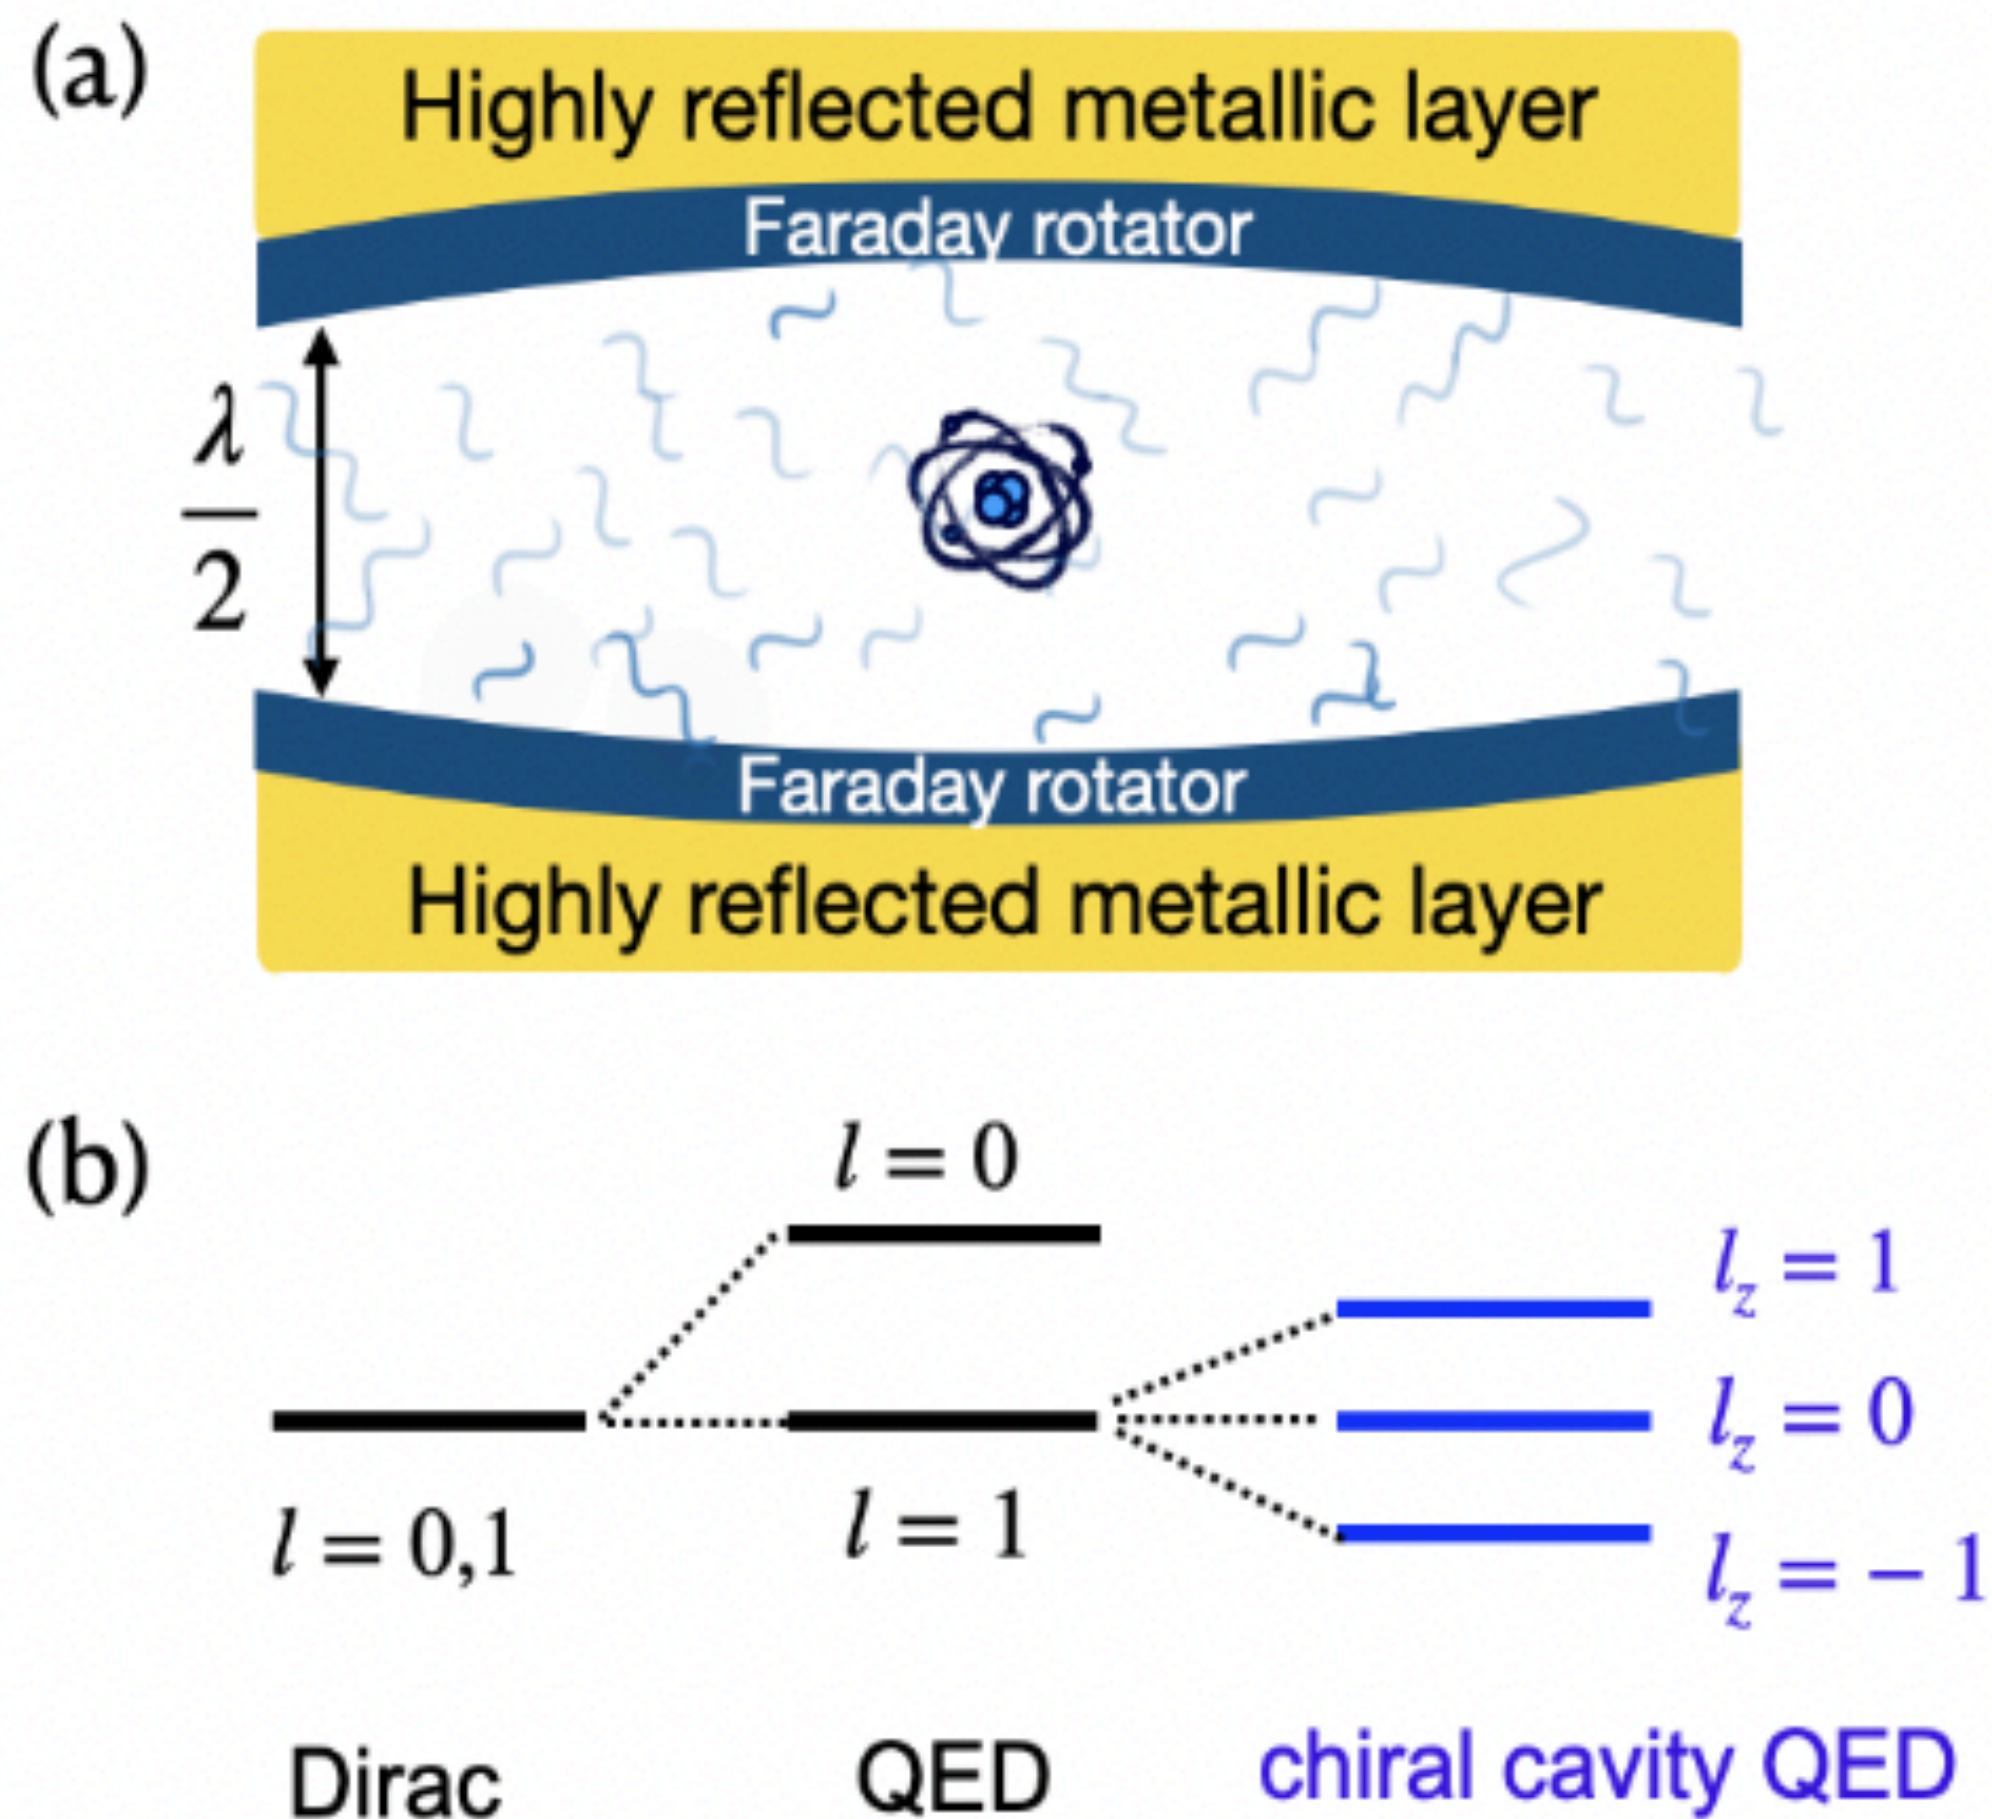 (a)
Highly reflected metallic layer
Faraday rotator
λ
2
Faraday rotator
Highly reflected metallic layer
(b)
l = 0
l_z = 1
l_z = 0
l = 0,1
l = 1
l_z = − 1
Dirac
QED
chiral cavity QED